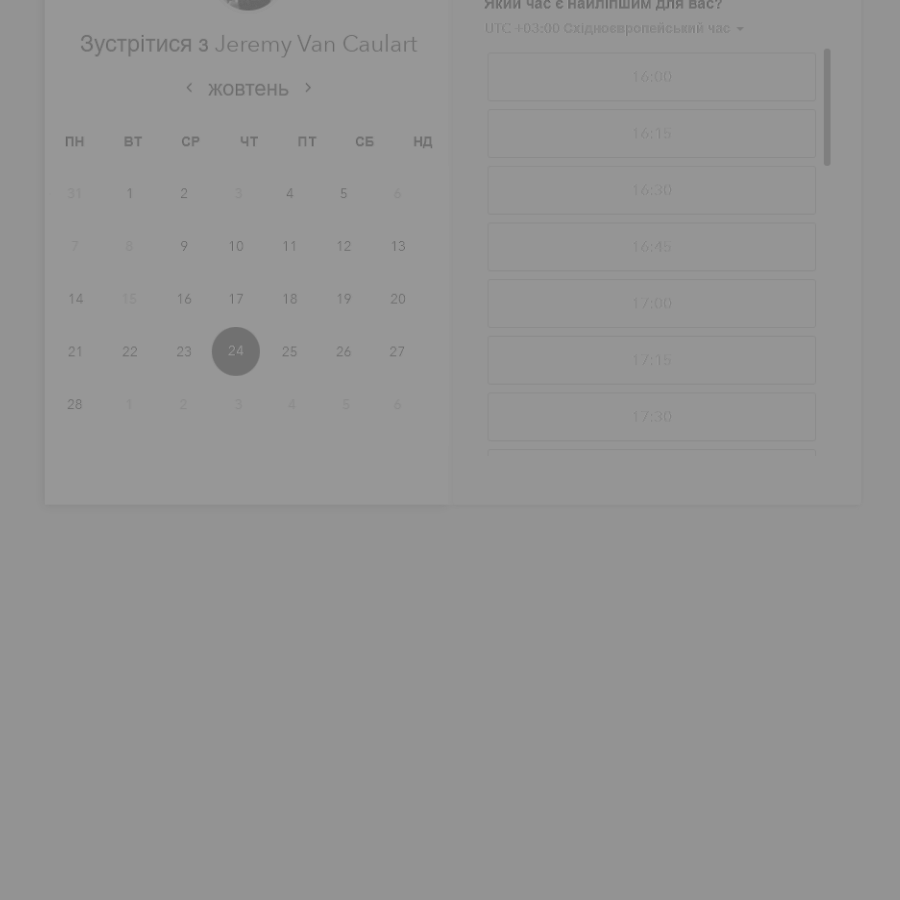 Який час є найліпшим для вас?
UTC +03:00 Східноєвропейський час
Зустрітися з Jeremy Van Caulart
жовтень
ПН ВТ СР ЧТ ПТ СБ НД
31 1 2 3 4 5 6
7 8 9 10 11 12 13
14 15 16 17 18 19 20
21 22 23 24 25 26 27
28 1 2 3 4 5 6
16:00
16:15
16:30
16:45
17:00
17:15
17:30